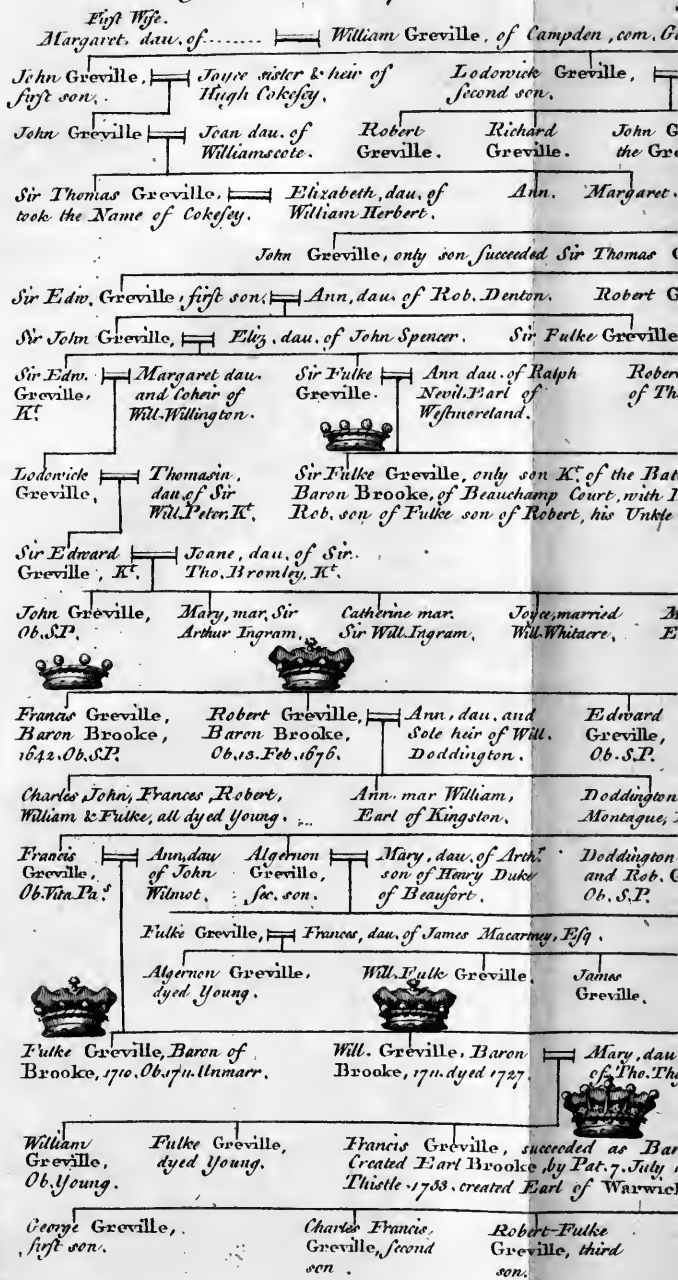 First Wife.
Margaret, dau. of ........ William Greville, of Campden, com.
John Greville, first son.
Joyce sister & heir of Hugh Cokesey.
Lodowick Greville, second son.
John Greville
Jean dau. of Williamscote.
Robert Greville.
Richard Greville.
John
the
Sir Thomas Greville, took the Name of Cokesey.
Elizabeth, dau. of William Herbert.
Ann.
Margaret.
John Greville, only son succeeded Sir Thomas
Sir Edw. Greville, first son.
Ann, dau. of Rob. Denton.
Robert
Sir John Greville,
Eliz. dau. of John Spencer.
Sir Fulke Greville
Sir Edw. Greville, Kt.
Margaret dau. and Coheir of Will. Willington.
Sir Fulke Greville.
Ann dau. of Ralph Nevil. Earl of Westmoreland.
of
Lodowick Greville,
Thomasin, dau. of Sir Will. Peter, Kt.
Sir Fulke Greville, only son Kt. of the
Baron Brooke, of Beauchamp Court, with
Rob. son of Fulke son of Robert, his Unkle
Sir Edward Greville, Kt.
Joane, dau. of Sir. Tho. Bromley, Kt.
John Greville, Ob. S.P.
Mary, mar. Sir Arthur Ingram.
Catherine mar. Sir Will. Ingram,
Joyce, married Will. Whitacre,
Francis Greville, Baron Brooke, 1642. Ob. S.P.
Robert Greville, Baron Brooke, Ob. 13. Feb. 1676.
Ann, dau. and Sole heir of Will. Doddington.
Edward Greville, Ob. S.P.
Charles, John, Frances, Robert, William & Fulke, all dyed Young.
Ann. mar William, Earl of Kingston.
Doddington
Montague,
Francis Greville, Ob. Vita Pa.s
Ann, dau of John Wilmot.
Algernon Greville, sec. son.
Mary, dau. of Arth.r son of Henry Duke of Beaufort.
Doddington
and Rob.
Ob. S.P.
Fulke Greville,
Frances, dau. of James Macartney, Esq.
Algernon Greville, dyed Young.
Will. Fulk Greville.
James Greville,
Fulke Greville, Baron of Brooke, 1710. Ob. 1711. Unmarr.
Will. Greville, Baron Brooke, 1711. dyed 1727.
Mary, dau
of. Tho.
William Greville, Ob. Young.
Fulke Greville, dyed Young.
Francis Greville, succeeded as
Created Earl Brooke, by Pat. 7. July
Thistle. 1753. created Earl of
George Greville, first son.
Charles Francis, Greville, second son.
Robert-Fulke Greville, third son.